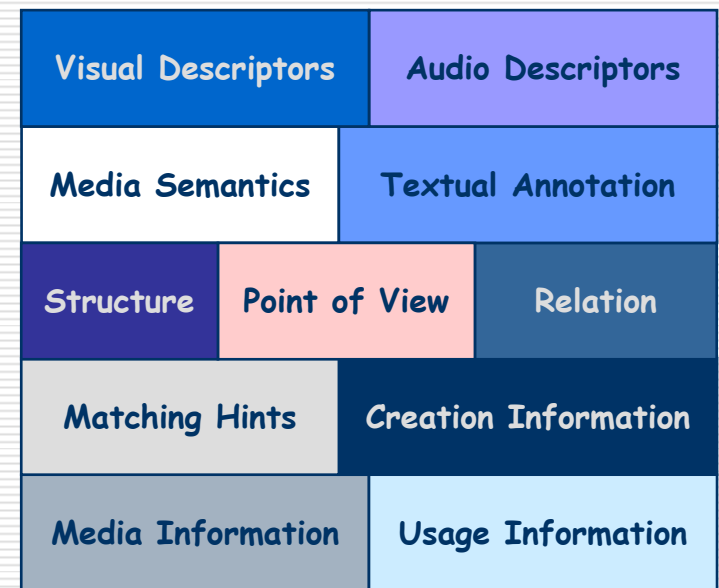 Visual Descriptors Audio Descriptors
Media Semantics Textual Annotation
Structure Point of View Relation
Matching Hints Creation Information
Media Information Usage Information